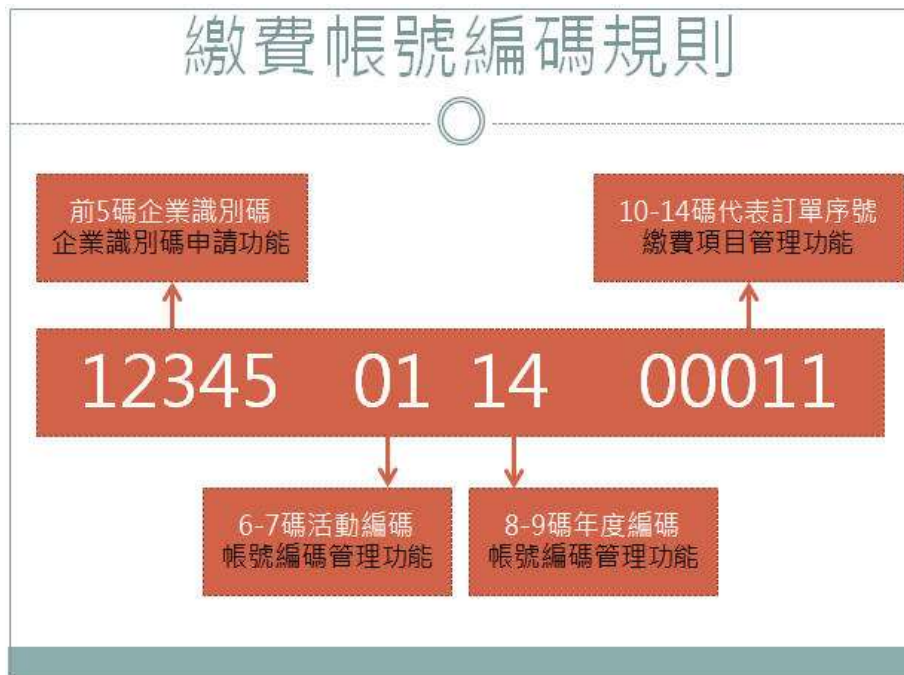 繳費帳號編碼規則
前5碼企業識別碼
企業識別碼申請功能
10-14碼代表訂單序號
繳費項目管理功能
12345 01 14 00011
6-7碼活動編碼
帳號編碼管理功能
8-9碼年度編碼
帳號編碼管理功能